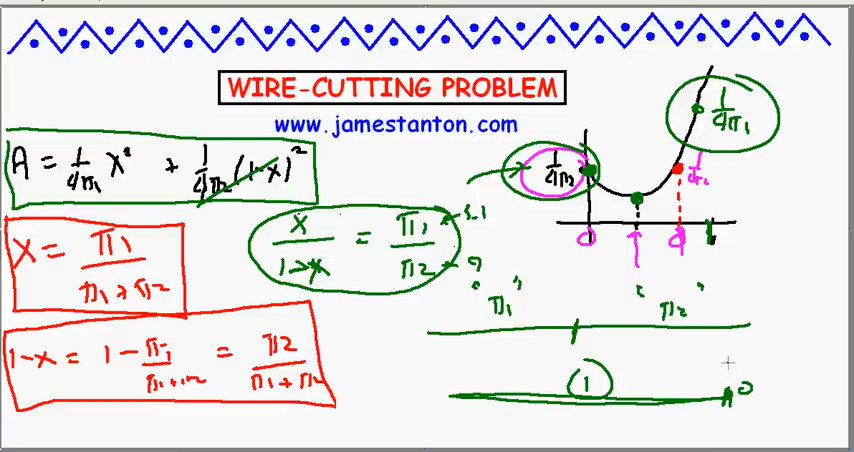 WIRE-CUTTING PROBLEM
www.jamestanton.com
A = 1/4π₁ x² + 1/4π₂ (1-x)²
1/4π₂
1/4π₁
x = π₁/π₁+π₂
x/1-x = π₁/π₂
0
1
"π₁" "π₂"
1-x = 1 - π₁/π₁+π₂ = π₂/π₁+π₂
1